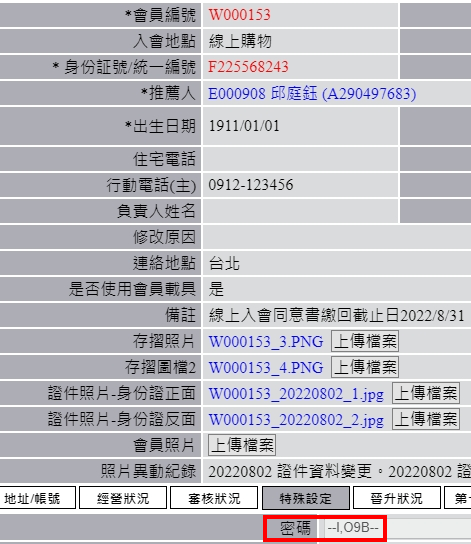 *會員編號 W000153
入會地點 線上購物
* 身份証號/統一編號 F225568243
*推薦人 E000908 邱庭鈺 (A290497683)
*出生日期 1911/01/01
住宅電話
行動電話(主) 0912-123456
負責人姓名
修改原因
連絡地點 台北
是否使用會員載具 是
備註 線上入會同意書繳回截止日2022/8/31
存摺照片 W000153_3.PNG 上傳檔案
存摺圖檔2 W000153_4.PNG 上傳檔案
證件照片-身份證正面 W000153_20220802_1.jpg 上傳檔案
證件照片-身份證反面 W000153_20220802_2.jpg 上傳檔案
會員照片 上傳檔案
照片異動紀錄 20220802 證件資料變更。20220802 證
地址/帳號 經營狀況 審核狀況 特殊設定 晉升狀況 第
密碼 --I,O9B--